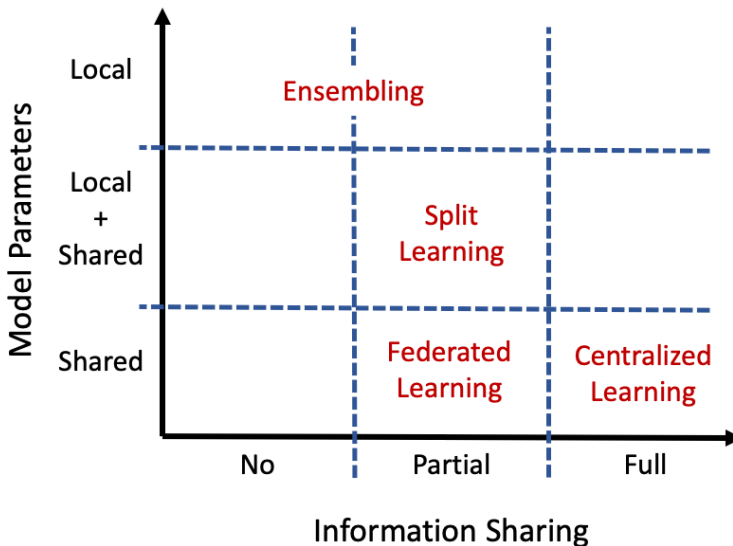 Local
Ensembling
Model Parameters
Local
+
Shared
Split
Learning
Shared
Federated
Learning
Centralized
Learning
No
Partial
Full
Information Sharing